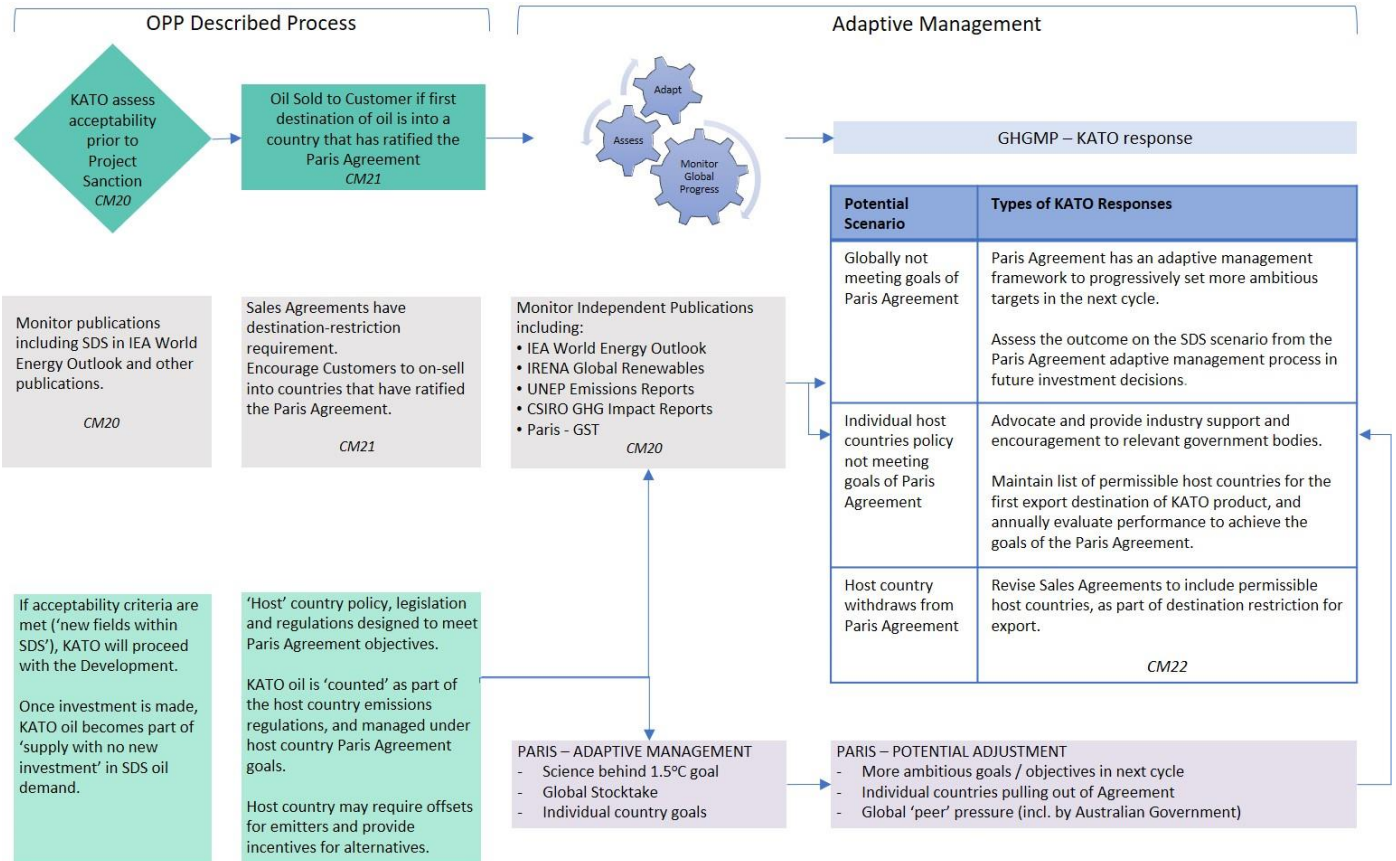 OPP Described Process
Adaptive Management
KATO assess
acceptability
prior to
Project
Sanction
CM20
Oil Sold to Customer if first
destination of oil is into a
country that has ratified the
Paris Agreement
CM21
Adapt
Assess
Monitor
Global
Progress
GHGMP – KATO response
Monitor publications
including SDS in IEA World
Energy Outlook and other
publications.
CM20
Sales Agreements have
destination-restriction
requirement.
Encourage Customers to on-sell
into countries that have ratified
the Paris Agreement.
CM21
Monitor Independent Publications
including:
• IEA World Energy Outlook
• IRENA Global Renewables
• UNEP Emissions Reports
• CSIRO GHG Impact Reports
• Paris - GST
CM20
Potential
Scenario
Types of KATO Responses
Globally not
meeting goals of
Paris Agreement
Paris Agreement has an adaptive management
framework to progressively set more ambitious
targets in the next cycle.
Assess the outcome on the SDS scenario from the
Paris Agreement adaptive management process in
future investment decisions.
Individual host
countries policy
not meeting
goals of Paris
Agreement
Advocate and provide industry support and
encouragement to relevant government bodies.
Maintain list of permissible host countries for the
first export destination of KATO product, and
annually evaluate performance to achieve the
goals of the Paris Agreement.
Host country
withdraws from
Paris Agreement
Revise Sales Agreements to include permissible
host countries, as part of destination restriction for
export.
CM22
If acceptability criteria are
met (‘new fields within
SDS’), KATO will proceed
with the Development.
Once investment is made,
KATO oil becomes part of
‘supply with no new
investment’ in SDS oil
demand.
‘Host’ country policy, legislation
and regulations designed to meet
Paris Agreement objectives.
KATO oil is ‘counted’ as part of
the host country emissions
regulations, and managed under
host country Paris Agreement
goals.
Host country may require offsets
for emitters and provide
incentives for alternatives.
PARIS – ADAPTIVE MANAGEMENT
- Science behind 1.5°C goal
- Global Stocktake
- Individual country goals
PARIS – POTENTIAL ADJUSTMENT
- More ambitious goals / objectives in next cycle
- Individual countries pulling out of Agreement
- Global ‘peer’ pressure (incl. by Australian Government)